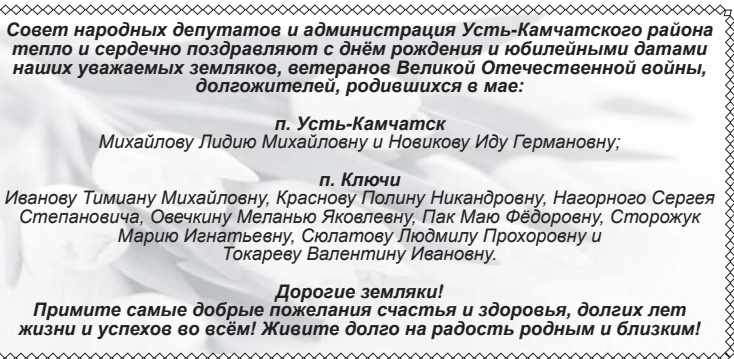 Совет народных депутатов и администрация Усть-Камчатского района
тепло и сердечно поздравляют с днём рождения и юбилейными датами
наших уважаемых земляков, ветеранов Великой Отечественной войны,
долгожителей, родившихся в мае:
п. Усть-Камчатск
Михайлову Лидию Михайловну и Новикову Иду Германовну;
п. Ключи
Иванову Тимиану Михайловну, Краснову Полину Никандровну, Нагорного Сергея
Степановича, Овечкину Меланью Яковлевну, Пак Маю Фёдоровну, Сторожук
Марию Игнатьевну, Сюлатову Людмилу Прохоровну и
Токареву Валентину Ивановну.
Дорогие земляки!
Примите самые добрые пожелания счастья и здоровья, долгих лет
жизни и успехов во всём! Живите долго на радость родным и близким!